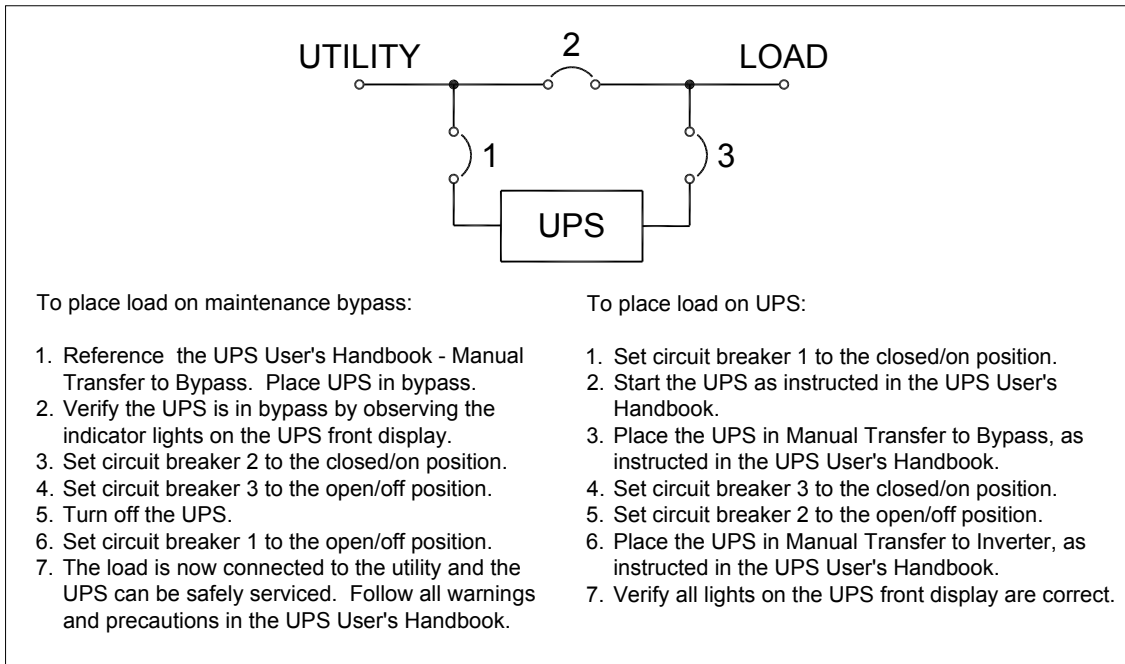 UTILITY
2
LOAD
1
3
UPS
To place load on maintenance bypass:
1. Reference the UPS User's Handbook - Manual
Transfer to Bypass. Place UPS in bypass.
2. Verify the UPS is in bypass by observing the
indicator lights on the UPS front display.
3. Set circuit breaker 2 to the closed/on position.
4. Set circuit breaker 3 to the open/off position.
5. Turn off the UPS.
6. Set circuit breaker 1 to the open/off position.
7. The load is now connected to the utility and the
UPS can be safely serviced. Follow all warnings
and precautions in the UPS User's Handbook.
To place load on UPS:
1. Set circuit breaker 1 to the closed/on position.
2. Start the UPS as instructed in the UPS User's
Handbook.
3. Place the UPS in Manual Transfer to Bypass, as
instructed in the UPS User's Handbook.
4. Set circuit breaker 3 to the closed/on position.
5. Set circuit breaker 2 to the open/off position.
6. Place the UPS in Manual Transfer to Inverter, as
instructed in the UPS User's Handbook.
7. Verify all lights on the UPS front display are correct.